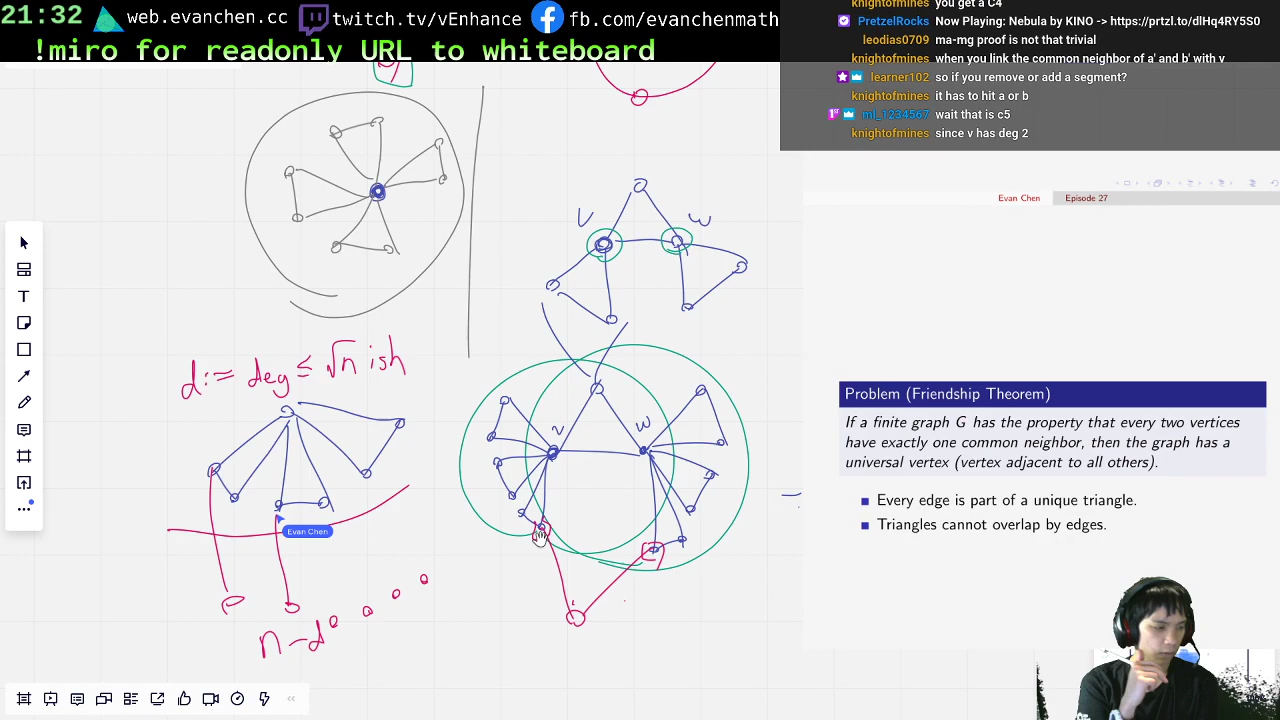 21:32
web.evanchen.cc
twitch.tv/vEnhance
fb.com/evanchenmath
!miro for readonly URL to whiteboard
knightofmines you get a C4
PretzelRocks Now Playing: Nebula by KINO -> https://prtzl.to/dlHq4RY5S0
leodias0709 ma-mg proof is not that trivial
knightofmines when you link the common neighbor of a' and b' with v
learner102 so if you remove or add a segment?
knightofmines it has to hit a or b
ml_1234567 wait that is c5
knightofmines since v has deg 2
Evan Chen Episode 27
V W
d := deg ≤ √n ish
v w
Evan Chen
n-d
Problem (Friendship Theorem)
If a finite graph G has the property that every two vertices
have exactly one common neighbor, then the graph has a
universal vertex (vertex adjacent to all others).
Every edge is part of a unique triangle.
Triangles cannot overlap by edges.
T